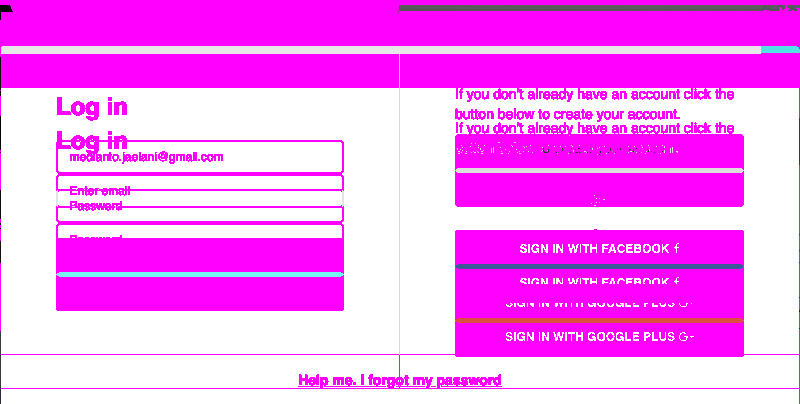 Log in
Log in
medianto.jaelani@gmail.com
Enter email
Password
Password
If you don't already have an account click the
button below to create your account.
If you don't already have an account click the
SIGN IN WITH FACEBOOK f
SIGN IN WITH FACEBOOK f
SIGN IN WITH GOOGLE PLUS G+
SIGN IN WITH GOOGLE PLUS G+
Help me. I forgot my password